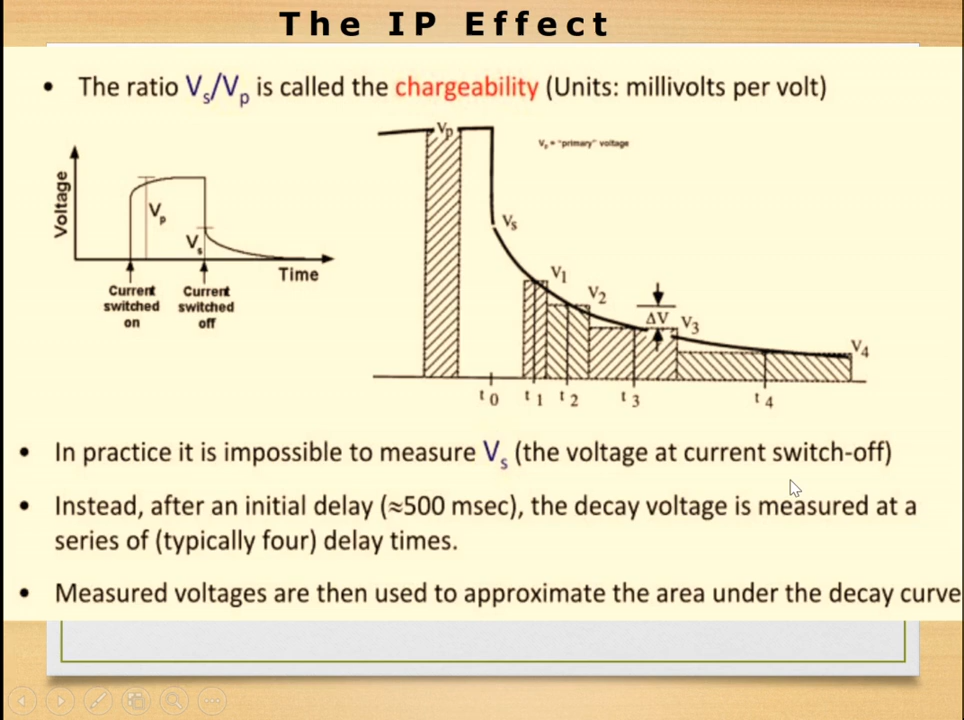 The IP Effect
• The ratio Vs/Vp is called the chargeability (Units: millivolts per volt)
Vp
Vp = "primary" voltage
Voltage
Vp
Vs
Time
Current switched on
Current switched off
Vs
V1
V2
ΔV
V3
V4
t0 t1 t2 t3 t4
• In practice it is impossible to measure Vs (the voltage at current switch-off)
• Instead, after an initial delay (≈500 msec), the decay voltage is measured at a
series of (typically four) delay times.
• Measured voltages are then used to approximate the area under the decay curve